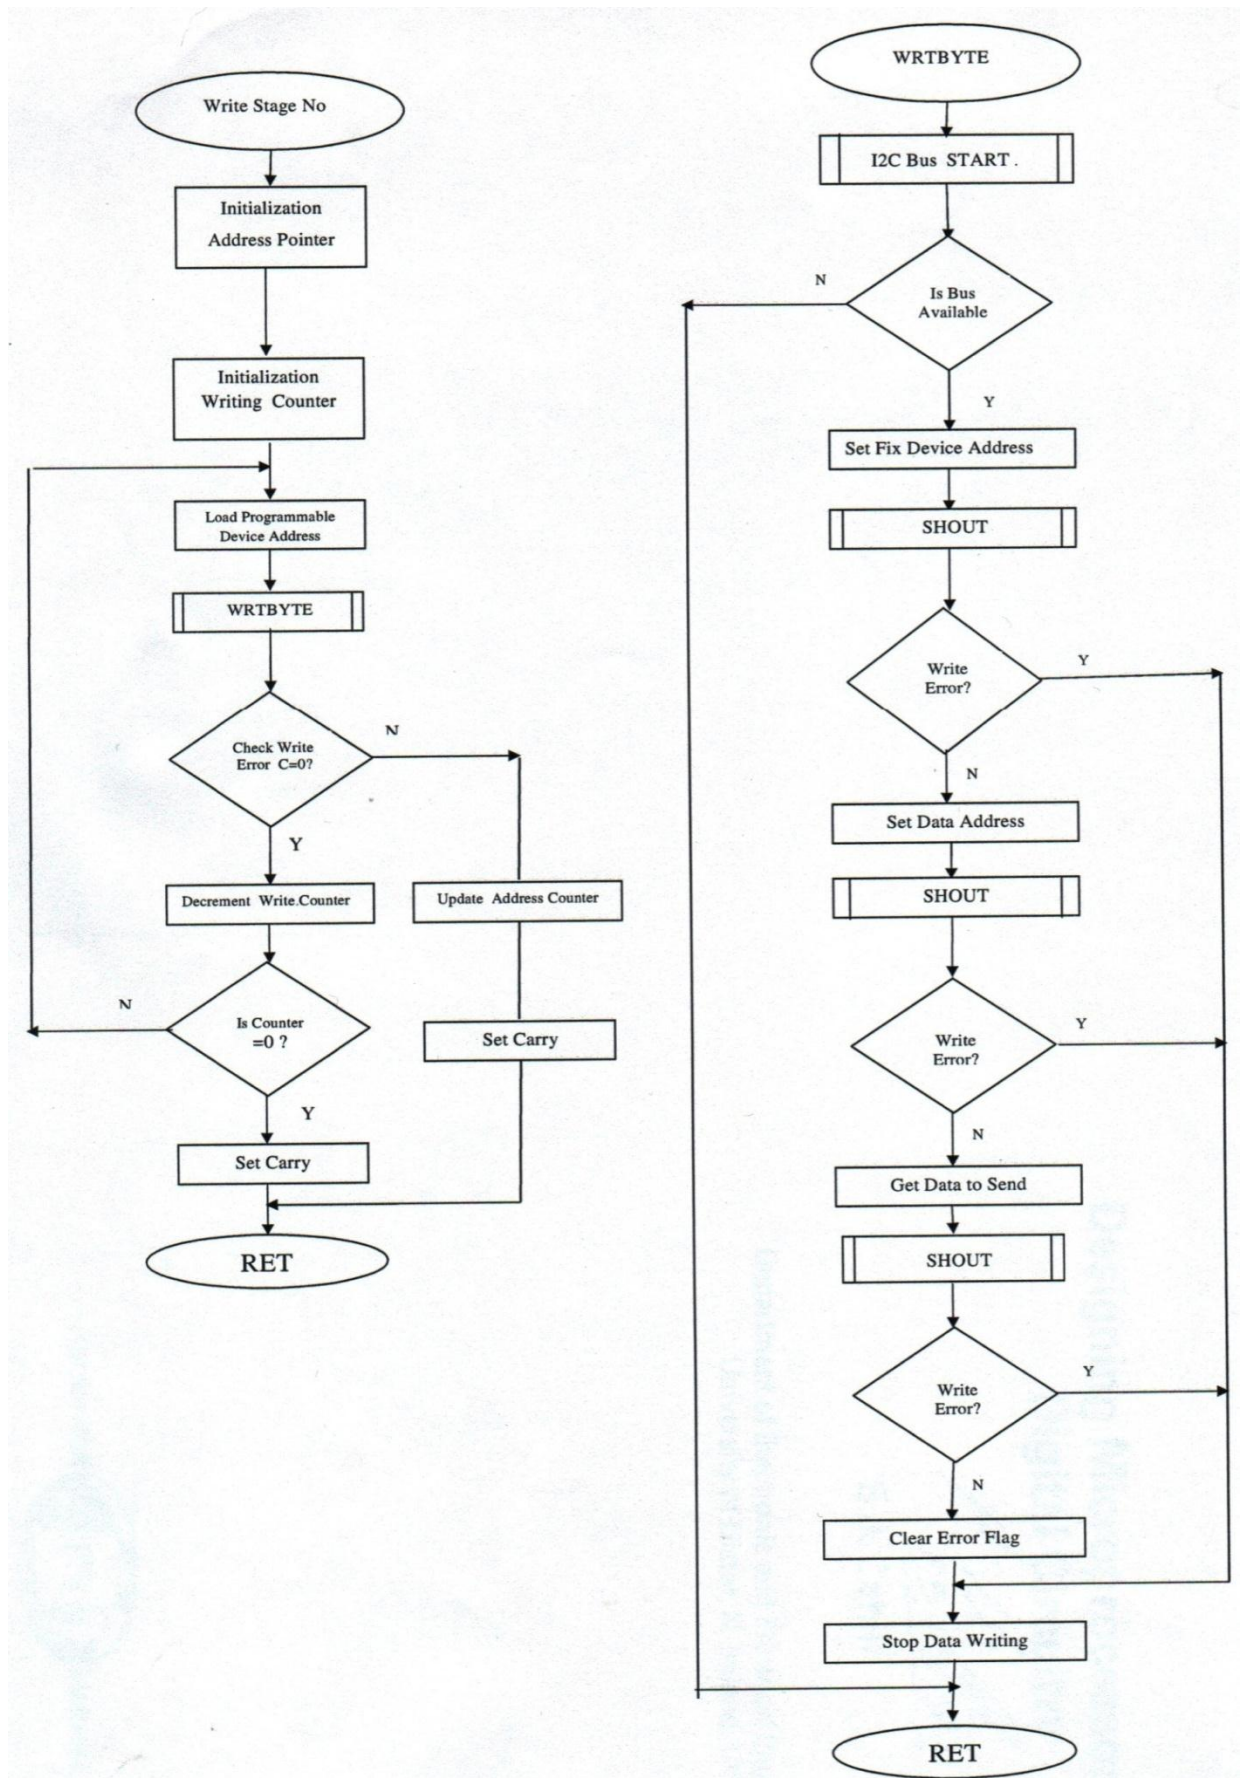 Write Stage No
Initialization
Address Pointer
Initialization
Writing Counter
Load Programmable
Device Address
WRTBYTE
Check Write
Error C=0?
N
Y
Decrement Write.Counter
Update Address Counter
Is Counter
=0 ?
N
Set Carry
Y
Set Carry
RET
WRTBYTE
I2C Bus START .
Is Bus
Available
N
Y
Set Fix Device Address
SHOUT
Write
Error?
Y
N
Set Data Address
SHOUT
Write
Error?
Y
N
Get Data to Send
SHOUT
Write
Error?
Y
N
Clear Error Flag
Stop Data Writing
RET